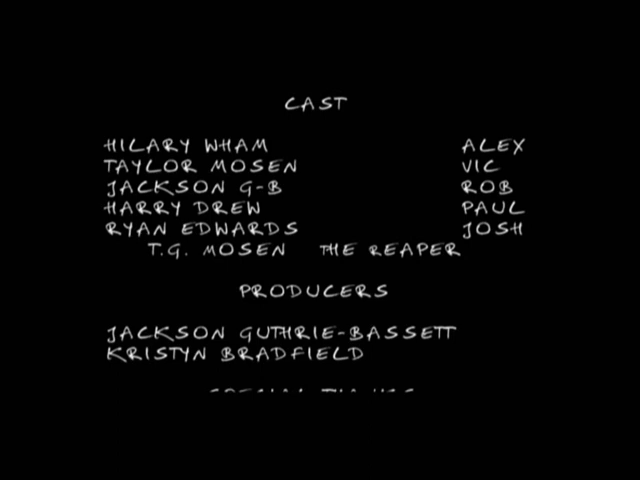 CAST
HILARY WHAM ALEX
TAYLOR MOSEN VIC
JACKSON G-B ROB
HARRY DREW PAUL
RYAN EDWARDS JOSH
T.G. MOSEN THE REAPER
PRODUCERS
JACKSON GUTHRIE-BASSETT
KRISTYN BRADFIELD